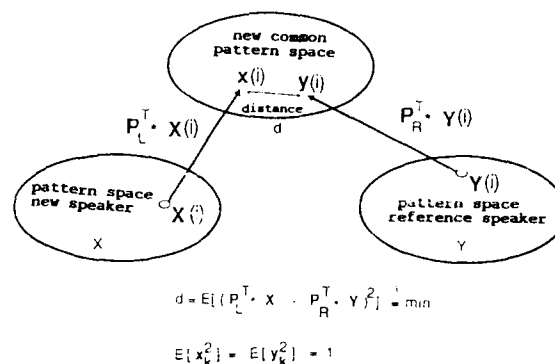 new common
pattern space
x(i) y(i)
distance
d
P_L^T · X(i)
P_R^T · Y(i)
pattern space
new speaker
X(i)
X
Y(i)
pattern space
reference speaker
Y
d = E[(P_L^T · X - P_R^T · Y)^2] = min
E[x_k^2] = E[y_k^2] = 1